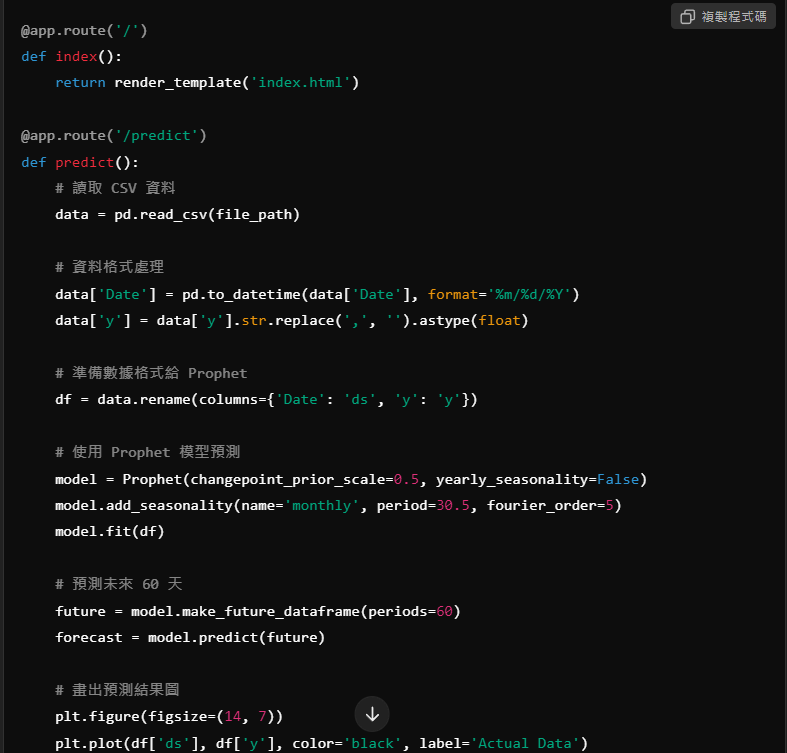 複製程式碼
@app.route('/')
def index():
    return render_template('index.html')

@app.route('/predict')
def predict():
    # 讀取 CSV 資料
    data = pd.read_csv(file_path)

    # 資料格式處理
    data['Date'] = pd.to_datetime(data['Date'], format='%m/%d/%Y')
    data['y'] = data['y'].str.replace(',', '').astype(float)

    # 準備數據格式給 Prophet
    df = data.rename(columns={'Date': 'ds', 'y': 'y'})

    # 使用 Prophet 模型預測
    model = Prophet(changepoint_prior_scale=0.5, yearly_seasonality=False)
    model.add_seasonality(name='monthly', period=30.5, fourier_order=5)
    model.fit(df)

    # 預測未來 60 天
    future = model.make_future_dataframe(periods=60)
    forecast = model.predict(future)

    # 畫出預測結果圖
    plt.figure(figsize=(14, 7))
    plt.plot(df['ds'], df['y'], color='black', label='Actual Data')